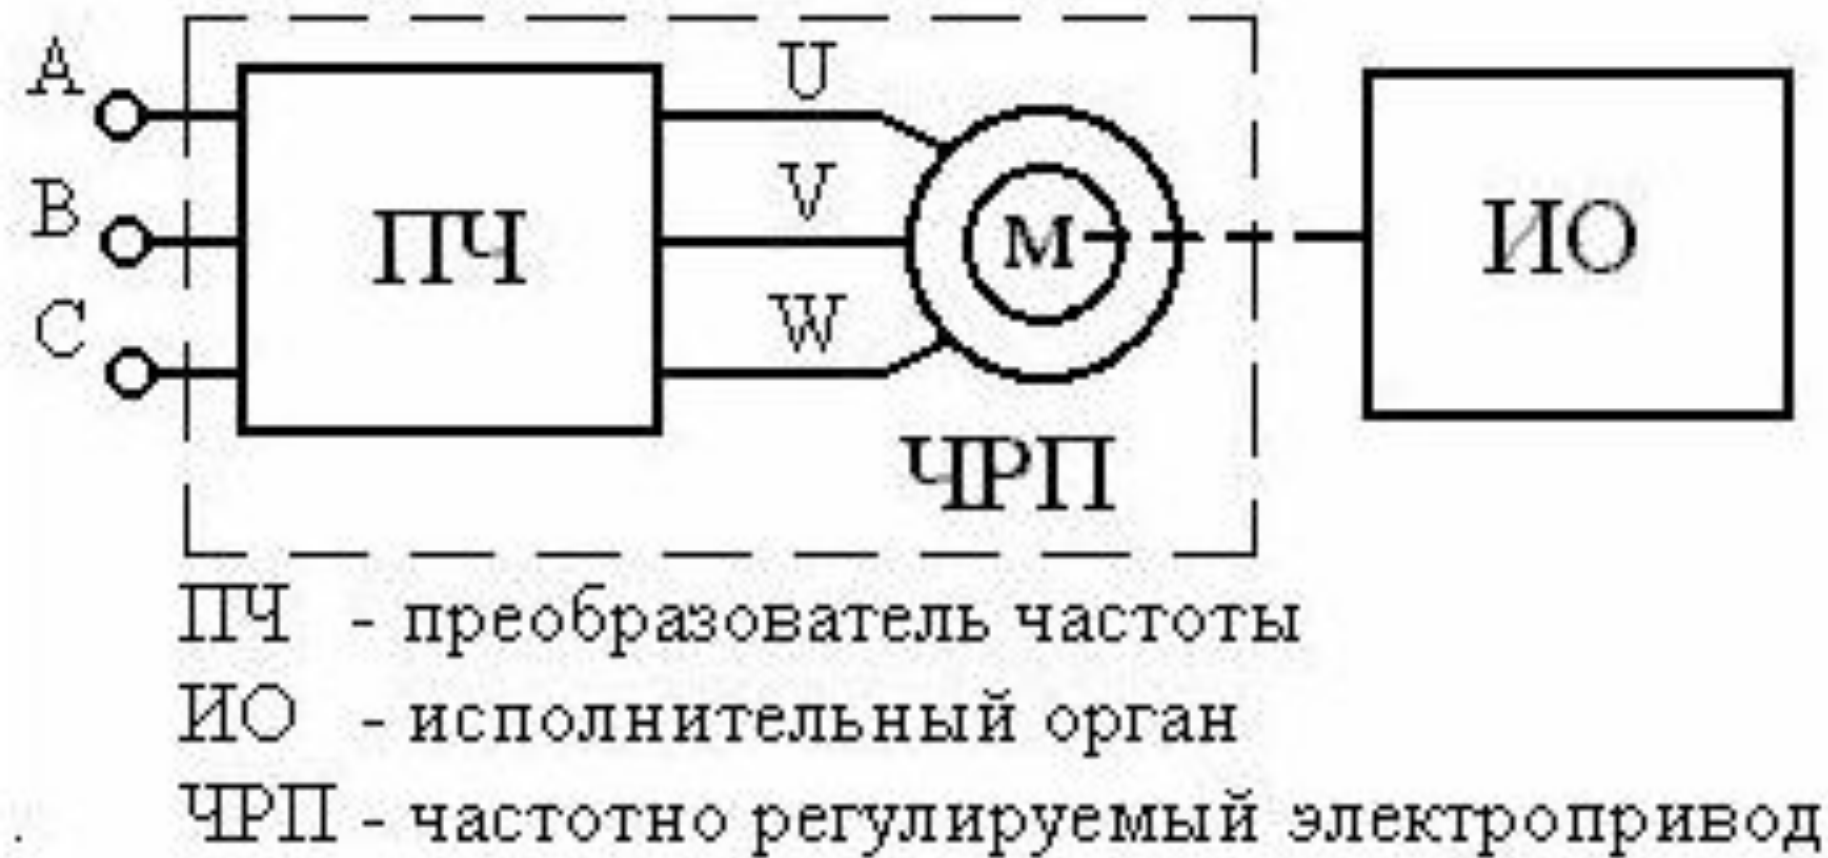 A
B
C
ПЧ
U
V
W
М
ЧРП
ИО
ПЧ - преобразователь частоты
ИО - исполнительный орган
ЧРП - частотно регулируемый электропривод